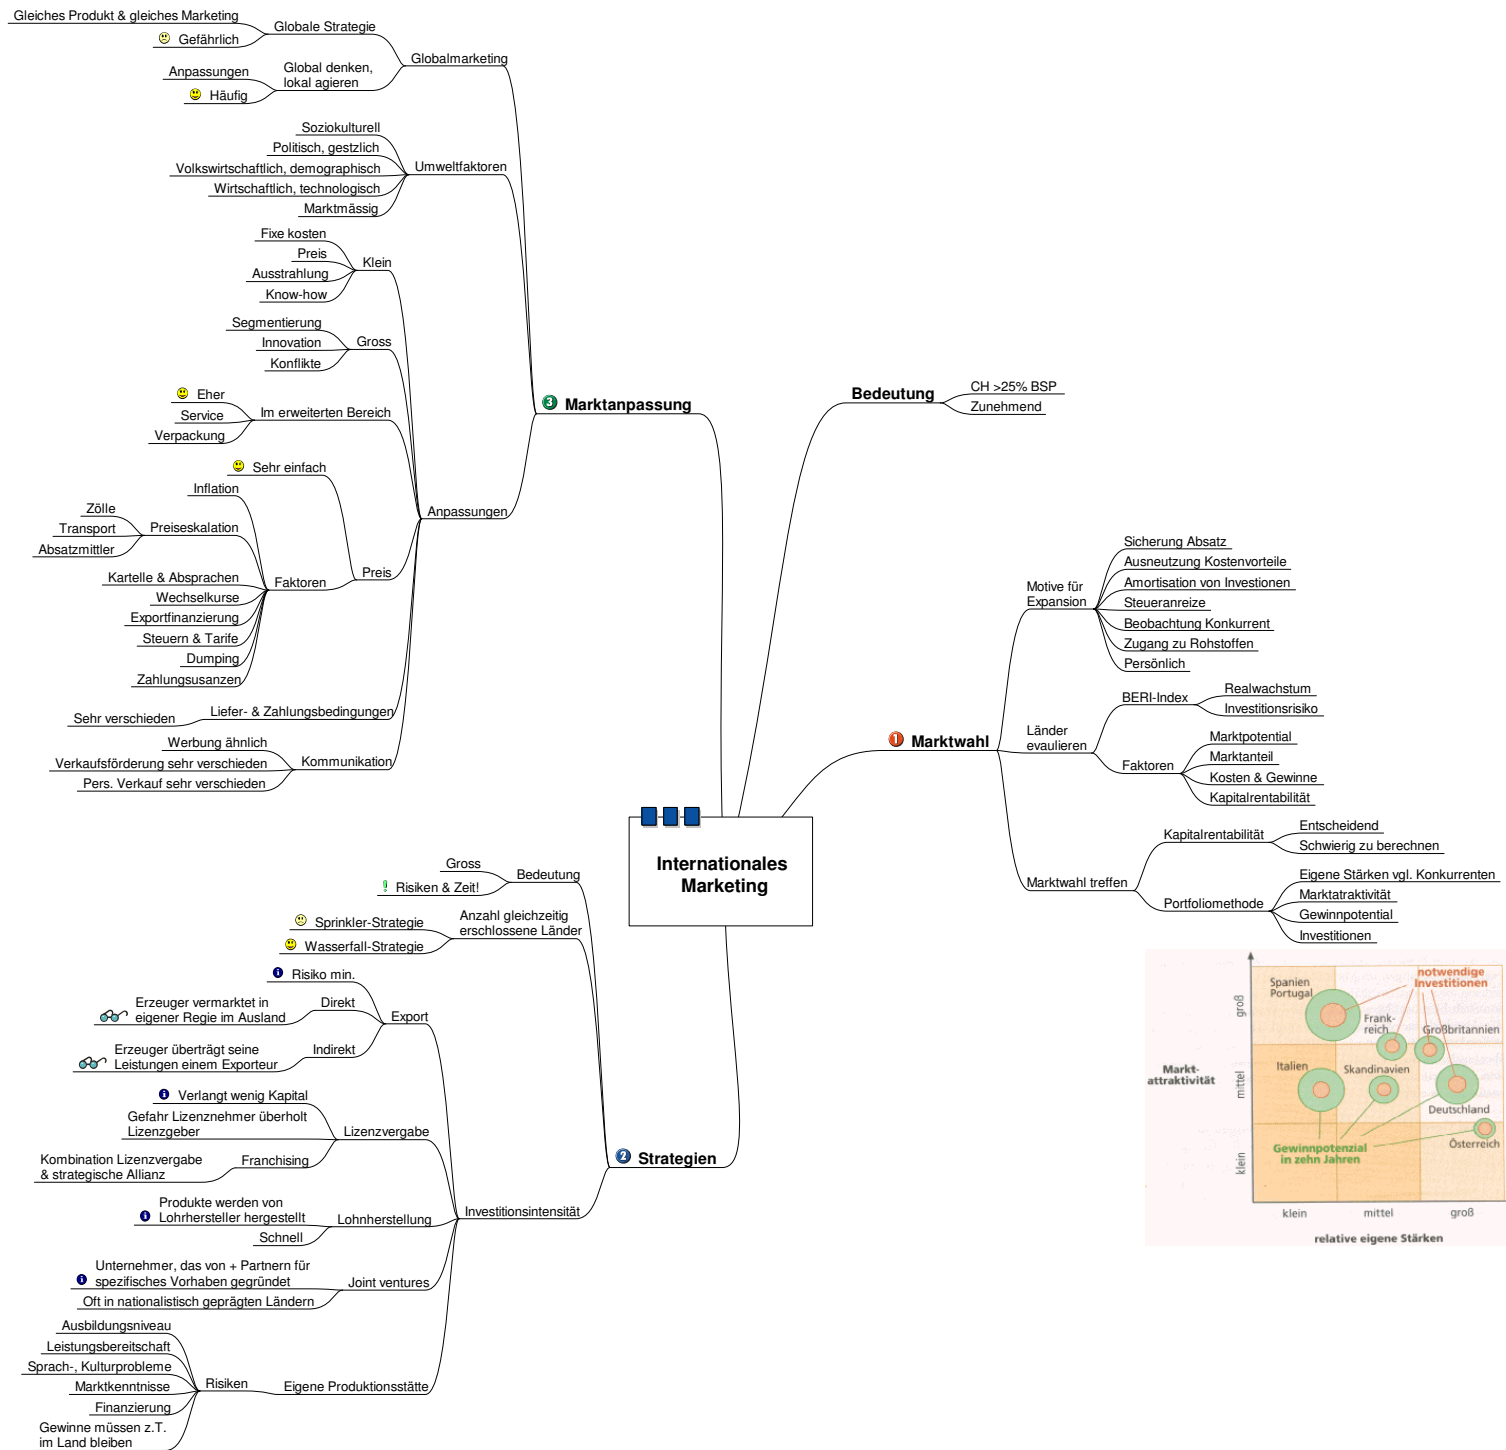 Internationales
Marketing
Bedeutung
CH >25% BSP
Zunehmend
1 Marktwahl
Motive für
Expansion
Sicherung Absatz
Ausneutzung Kostenvorteile
Amortisation von Investionen
Steueranreize
Beobachtung Konkurrent
Zugang zu Rohstoffen
Persönlich
Länder
evaulieren
BERI-Index
Realwachstum
Investitionsrisiko
Faktoren
Marktpotential
Marktanteil
Kosten & Gewinne
Kapitalrentabilität
Marktwahl treffen
Kapitalrentabilität
Entscheidend
Schwierig zu berechnen
Portfoliomethode
Eigene Stärken vgl. Konkurrenten
Marktatraktivität
Gewinnpotential
Investitionen
notwendige
Investitionen
Spanien
Portugal
Frank-
reich
Großbritannien
Italien
Skandinavien
Deutschland
Österreich
Gewinnpotenzial
in zehn Jahren
Markt-
attraktivität
groß
mittel
klein
klein
mittel
groß
relative eigene Stärken
2 Strategien
Bedeutung
Gross
! Risiken & Zeit!
Anzahl gleichzeitig
erschlossene Länder
Sprinkler-Strategie
Wasserfall-Strategie
Investitionsintensität
Export
i Risiko min.
Direkt
Erzeuger vermarktet in
eigener Regie im Ausland
Indirekt
Erzeuger überträgt seine
Leistungen einem Exporteur
Lizenzvergabe
i Verlangt wenig Kapital
Gefahr Lizenznehmer überholt
Lizenzgeber
Franchising
Kombination Lizenzvergabe
& strategische Allianz
Lohnherstellung
Produkte werden von
i Lohrhersteller hergestellt
Schnell
Joint ventures
Unternehmer, das von + Partnern für
i spezifisches Vorhaben gegründet
Oft in nationalistisch geprägten Ländern
Eigene Produktionsstätte
Risiken
Ausbildungsniveau
Leistungsbereitschaft
Sprach-, Kulturprobleme
Marktkenntnisse
Finanzierung
Gewinne müssen z.T.
im Land bleiben
3 Marktanpassung
Globalmarketing
Globale Strategie
Gleiches Produkt & gleiches Marketing
Gefährlich
Global denken,
lokal agieren
Anpassungen
Häufig
Umweltfaktoren
Soziokulturell
Politisch, gestzlich
Volkswirtschaftlich, demographisch
Wirtschaftlich, technologisch
Marktmässig
Anpassungen
Klein
Fixe kosten
Preis
Ausstrahlung
Know-how
Gross
Segmentierung
Innovation
Konflikte
Im erweiterten Bereich
Eher
Service
Verpackung
Preis
Sehr einfach
Faktoren
Inflation
Preiseskalation
Zölle
Transport
Absatzmittler
Kartelle & Absprachen
Wechselkurse
Exportfinanzierung
Steuern & Tarife
Dumping
Zahlungsusanzen
Liefer- & Zahlungsbedingungen
Sehr verschieden
Kommunikation
Werbung ähnlich
Verkaufsförderung sehr verschieden
Pers. Verkauf sehr verschieden